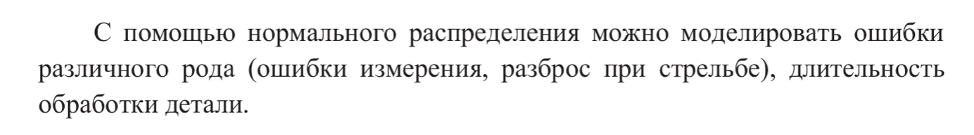 С помощью нормального распределения можно моделировать ошибки
различного рода (ошибки измерения, разброс при стрельбе), длительность
обработки детали.